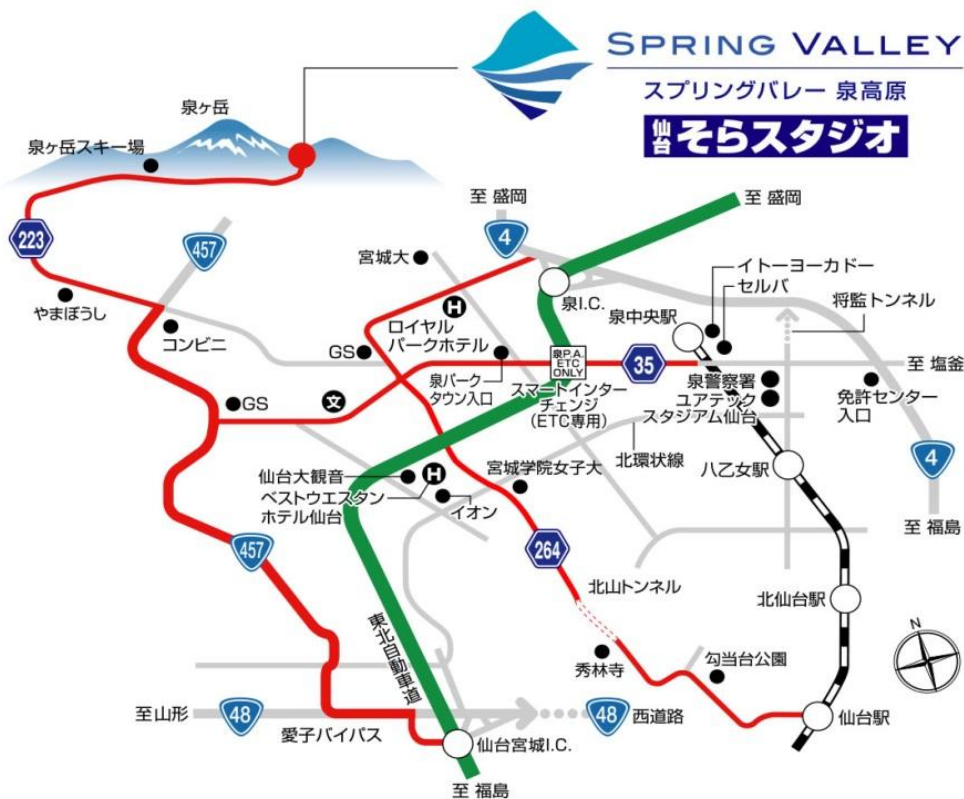 SPRING VALLEY
スプリングバレー 泉高原
仙台 そらスタジオ
泉ヶ岳
泉ヶ岳スキー場
至 盛岡
至 盛岡
4
223
457
宮城大
泉I.C.
イトーヨーカドー
セルバ
将監トンネル
泉中央駅
やまぼうし
コンビニ
H
ロイヤル
パークホテル
GS
泉パーク
タウン入口
泉P.A.
ETC
ONLY
35
至 塩釜
スマートインター
チェンジ
(ETC専用)
泉警察署
ユアテック
スタジアム仙台
免許センター
入口
GS
文
北環状線
4
仙台大観音
H
ベストウエスタン
ホテル仙台
イオン
宮城学院女子大
八乙女駅
至 福島
457
264
北山トンネル
北仙台駅
東北自動車道
秀林寺
勾当台公園
N
至山形
48
愛子バイパス
48
西道路
仙台駅
仙台宮城I.C.
至 福島